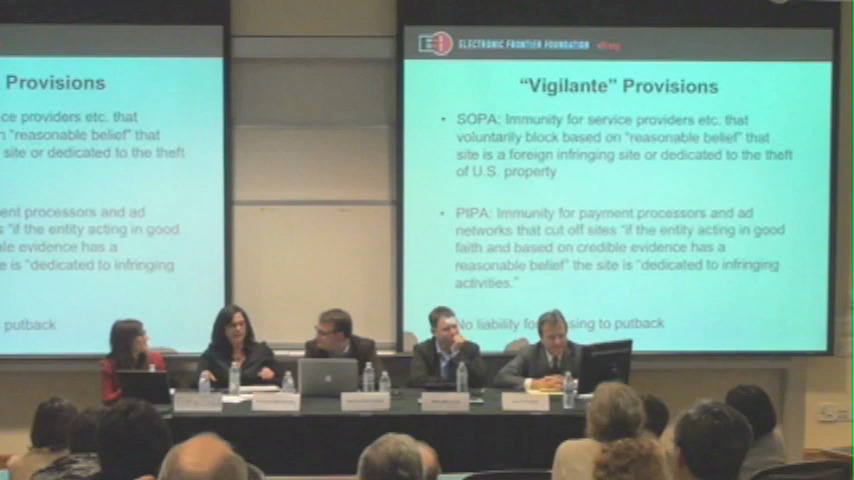 Provisions
ce providers etc. that
n "reasonable belief" that
site or dedicated to the theft
ent processors and ad
s "if the entity acting in good
ble evidence has a
e is "dedicated to infringing
putback
ELECTRONIC FRONTIER FOUNDATION
"Vigilante" Provisions
• SOPA: Immunity for service providers etc. that
voluntarily block based on "reasonable belief" that
site is a foreign infringing site or dedicated to the theft
of U.S. property
• PIPA: Immunity for payment processors and ad
networks that cut off sites "if the entity acting in good
faith and based on credible evidence has a
reasonable belief" the site is "dedicated to infringing
activities."
No liability for sing to putback